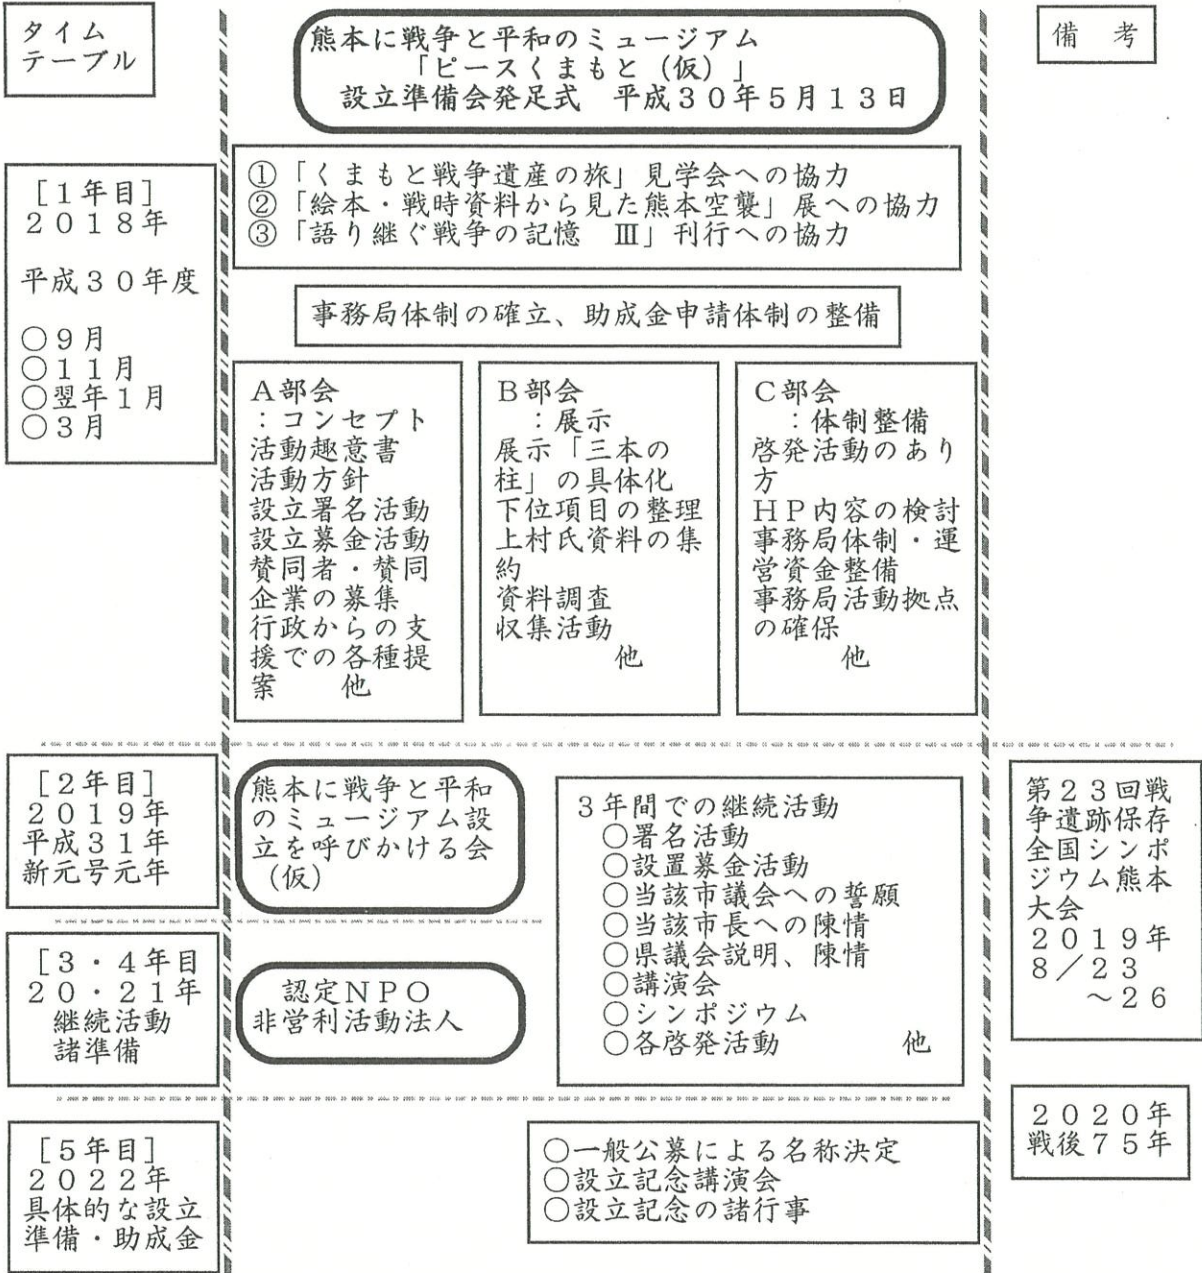 タイム
テーブル
熊本に戦争と平和のミュージアム
「ピースくまもと（仮）」
設立準備会発足式　平成３０年５月１３日
備　考
［１年目］
２０１８年
平成３０年度
○９月
○１１月
○翌年１月
○３月
①「くまもと戦争遺産の旅」見学会への協力
②「絵本・戦時資料から見た熊本空襲」展への協力
③「語り継ぐ戦争の記憶　Ⅲ」刊行への協力
事務局体制の確立、助成金申請体制の整備
Ａ部会
：コンセプト
活動趣意書
活動方針
設立署名活動
設立募金活動
賛同者・賛同
企業の募集
行政からの支
援での各種提
案　　他
Ｂ部会
：展示
展示「三本の
柱」の具体化
下位項目の整理
上村氏資料の集
約
資料調査
収集活動
他
Ｃ部会
：体制整備
啓発活動のあり
方
ＨＰ内容の検討
事務局体制・運
営資金整備
事務局活動拠点
の確保
他
［２年目］
２０１９年
平成３１年
新元号元年
熊本に戦争と平和
のミュージアム設
立を呼びかける会
（仮）
３年間での継続活動
○署名活動
○設置募金活動
○当該市議会への誓願
○当該市長への陳情
○県議会説明、陳情
○講演会
○シンポジウム
○各啓発活動　　　　他
第２３回戦
争遺跡保存
全国シンポ
ジウム熊本
大会
２０１９年
８／２３
～２６
［３・４年目
２０・２１年
継続活動
諸準備
認定ＮＰＯ
非営利活動法人
２０２０年
戦後７５年
［５年目］
２０２２年
具体的な設立
準備・助成金
○一般公募による名称決定
○設立記念講演会
○設立記念の諸行事